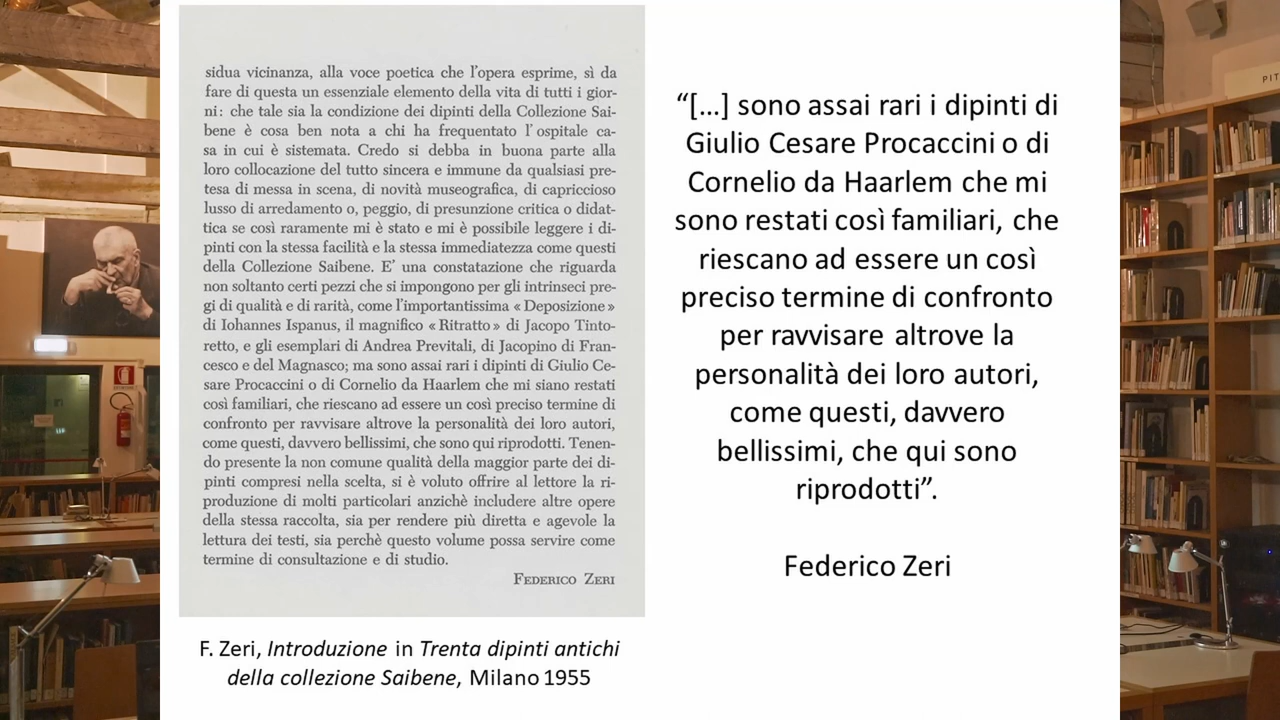 sidua vicinanza, alla voce poetica che l'opera esprime, sì da
fare di questa un essenziale elemento della vita di tutti i gior-
ni: che tale sia la condizione dei dipinti della Collezione Sai-
bene è cosa ben nota a chi ha frequentato l'ospitale ca-
sa in cui è sistemata. Credo si debba in buona parte alla
loro collocazione del tutto sincera e immune da qualsiasi pre-
tesa di messa in scena, di novità museografica, di capriccioso
lusso di arredamento o, peggio, di presunzione critica o didat-
tica se così raramente mi è stato e mi è possibile leggere i di-
pinti con la stessa facilità e la stessa immediatezza come questi
della Collezione Saibene. E' una constatazione che riguarda
non soltanto certi pezzi che si impongono per gli intrinseci pre-
gi di qualità e di rarità, come l'importantissima «Deposizione»
di Iohannes Ispanus, il magnifico «Ritratto» di Jacopo Tinto-
retto, e gli esemplari di Andrea Previtali, di Jacopino di Fran-
cesco e del Magnasco; ma sono assai rari i dipinti di Giulio Ce-
sare Procaccini o di Cornelio da Haarlem che mi siano restati
così familiari, che riescano ad essere un così preciso termine di
confronto per ravvisare altrove la personalità dei loro autori,
come questi, davvero bellissimi, che sono qui riprodotti. Tenen-
do presente la non comune qualità della maggior parte dei di-
pinti compresi nella scelta, si è voluto offrire al lettore la ri-
produzione di molti particolari anzichè includere altre opere
della stessa raccolta, sia per rendere più diretta e agevole la
lettura dei testi, sia perchè questo volume possa servire come
termine di consultazione e di studio.
FEDERICO ZERI
F. Zeri, Introduzione in Trenta dipinti antichi
della collezione Saibene, Milano 1955
“[…] sono assai rari i dipinti di
Giulio Cesare Procaccini o di
Cornelio da Haarlem che mi
sono restati così familiari, che
riescano ad essere un così
preciso termine di confronto
per ravvisare altrove la
personalità dei loro autori,
come questi, davvero
bellissimi, che qui sono
riprodotti”.
Federico Zeri
PIT